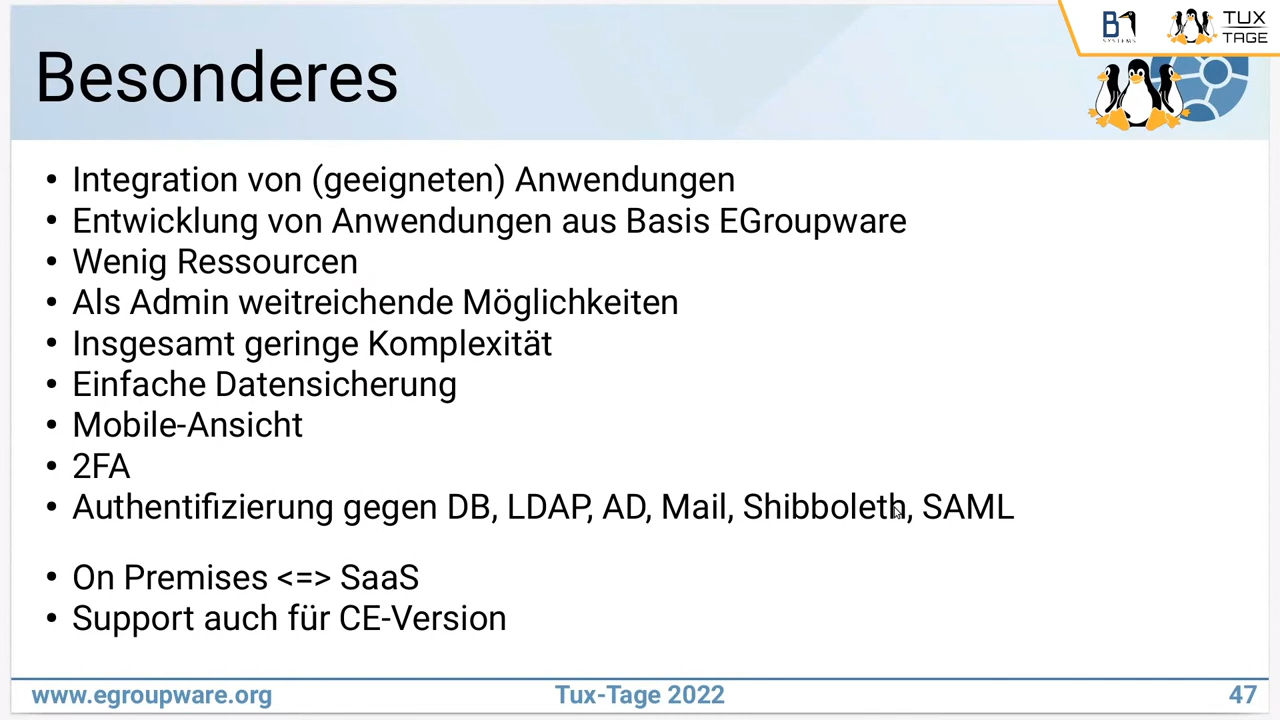 B1
SYSTEMS
TUX
TAGE
Besonderes
• Integration von (geeigneten) Anwendungen
• Entwicklung von Anwendungen aus Basis EGroupware
• Wenig Ressourcen
• Als Admin weitreichende Möglichkeiten
• Insgesamt geringe Komplexität
• Einfache Datensicherung
• Mobile-Ansicht
• 2FA
• Authentifizierung gegen DB, LDAP, AD, Mail, Shibboleth, SAML
• On Premises <=> SaaS
• Support auch für CE-Version
www.egroupware.org Tux-Tage 2022 47